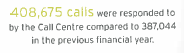 408,675 calls were responded to
by the Call Centre compared to 387,044
in the previous financial year.